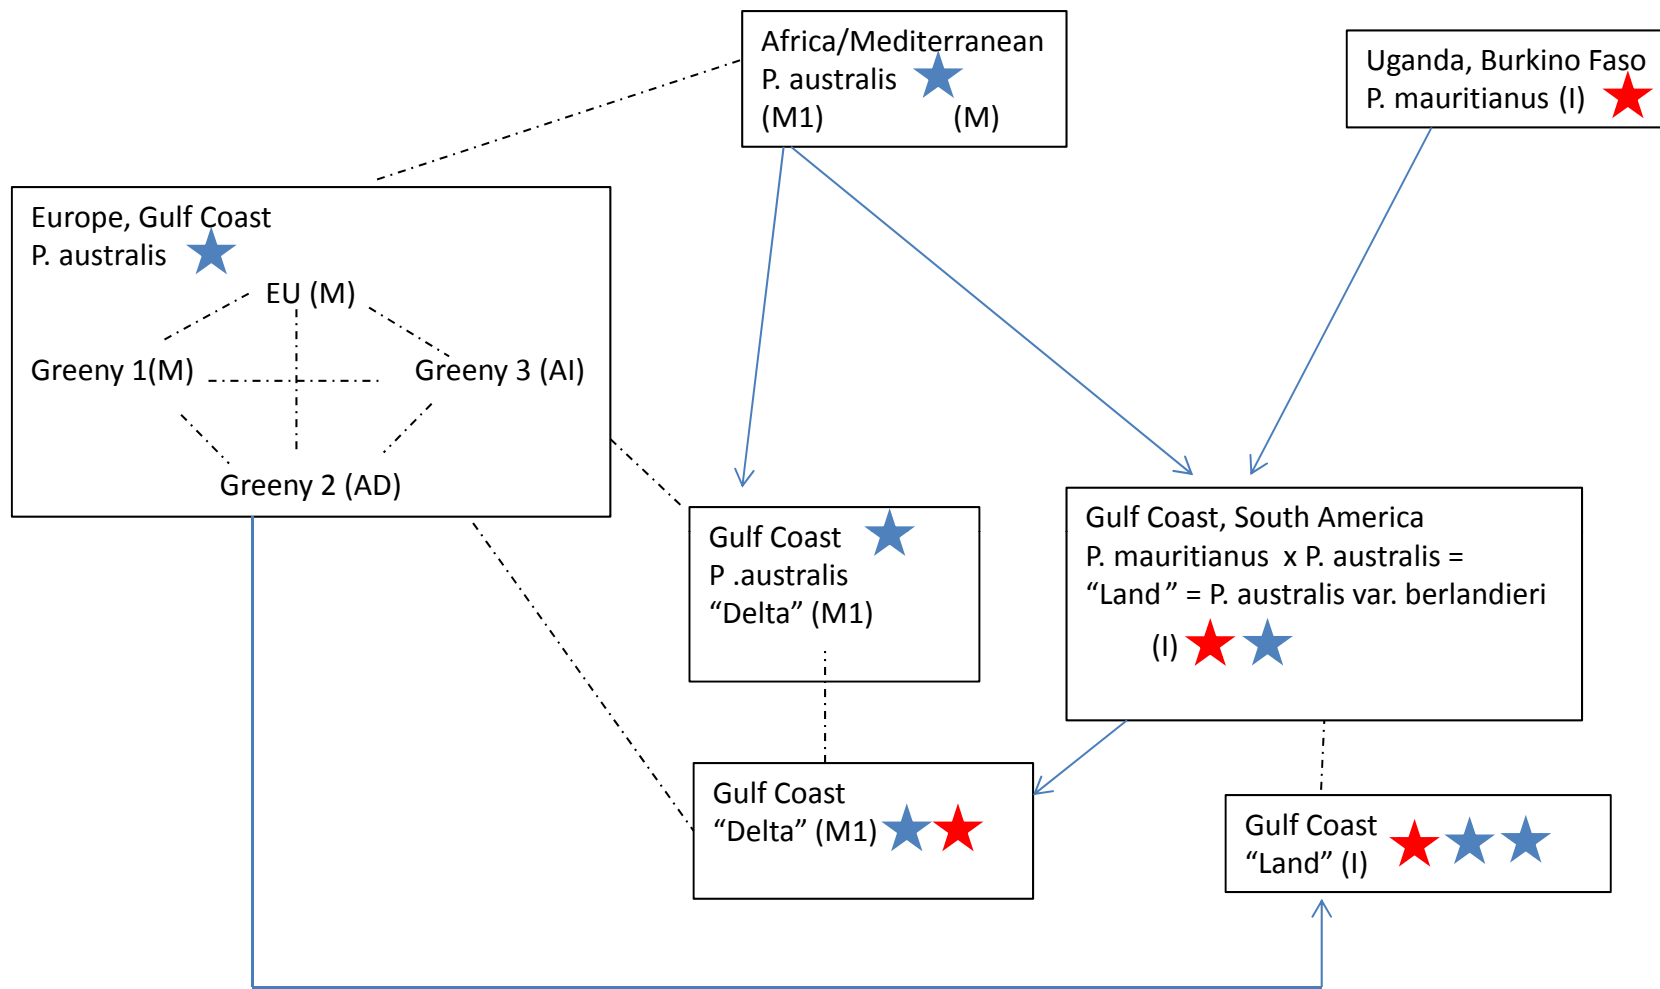 Africa/Mediterranean
P. australis
(M1) (M)
Uganda, Burkino Faso
P. mauritianus (I)
Europe, Gulf Coast
P. australis
EU (M)
Greeny 1(M) Greeny 3 (AI)
Greeny 2 (AD)
Gulf Coast
P .australis
“Delta” (M1)
Gulf Coast, South America
P. mauritianus x P. australis =
“Land” = P. australis var. berlandieri
(I)
Gulf Coast
“Delta” (M1)
Gulf Coast
“Land” (I)